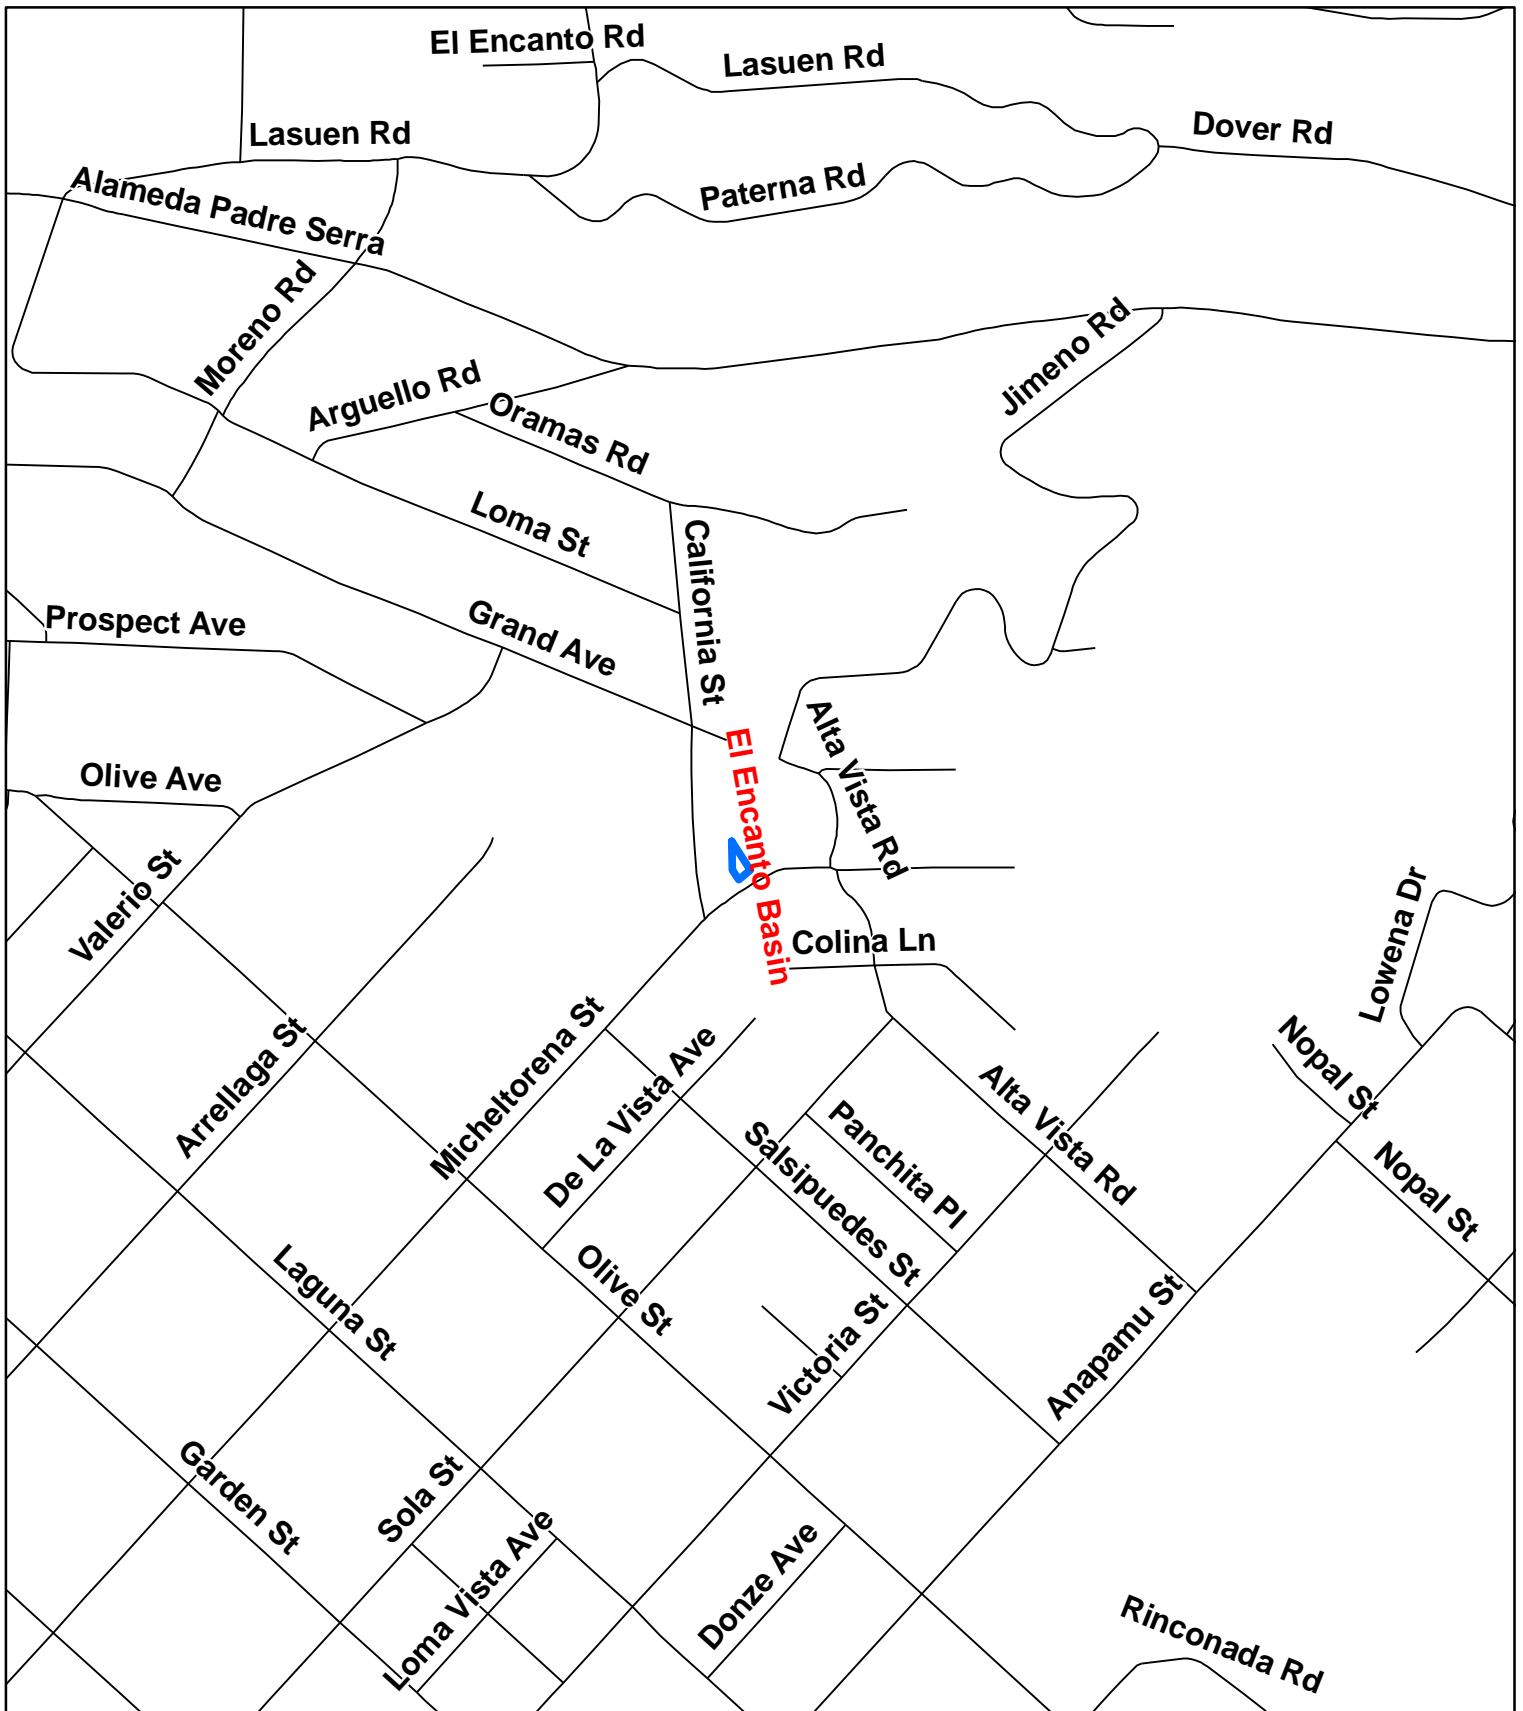 El Encanto Rd
Lasuen Rd
Dover Rd
Lasuen Rd
Alameda Padre Serra
Paterna Rd
Moreno Rd
Jimeno Rd
Arguello Rd
Oramas Rd
Loma St
California St
Prospect Ave
Grand Ave
Alta Vista Rd
Olive Ave
El Encanto Basin
Valerio St
Colina Ln
Lowena Dr
Arrellaga St
Micheltorena St
De La Vista Ave
Nopal St
Alta Vista Rd
Panchita Pl
Salsipuedes St
Nopal St
Laguna St
Olive St
Victoria St
Anapamu St
Garden St
Sola St
Loma Vista Ave
Donze Ave
Rinconada Rd